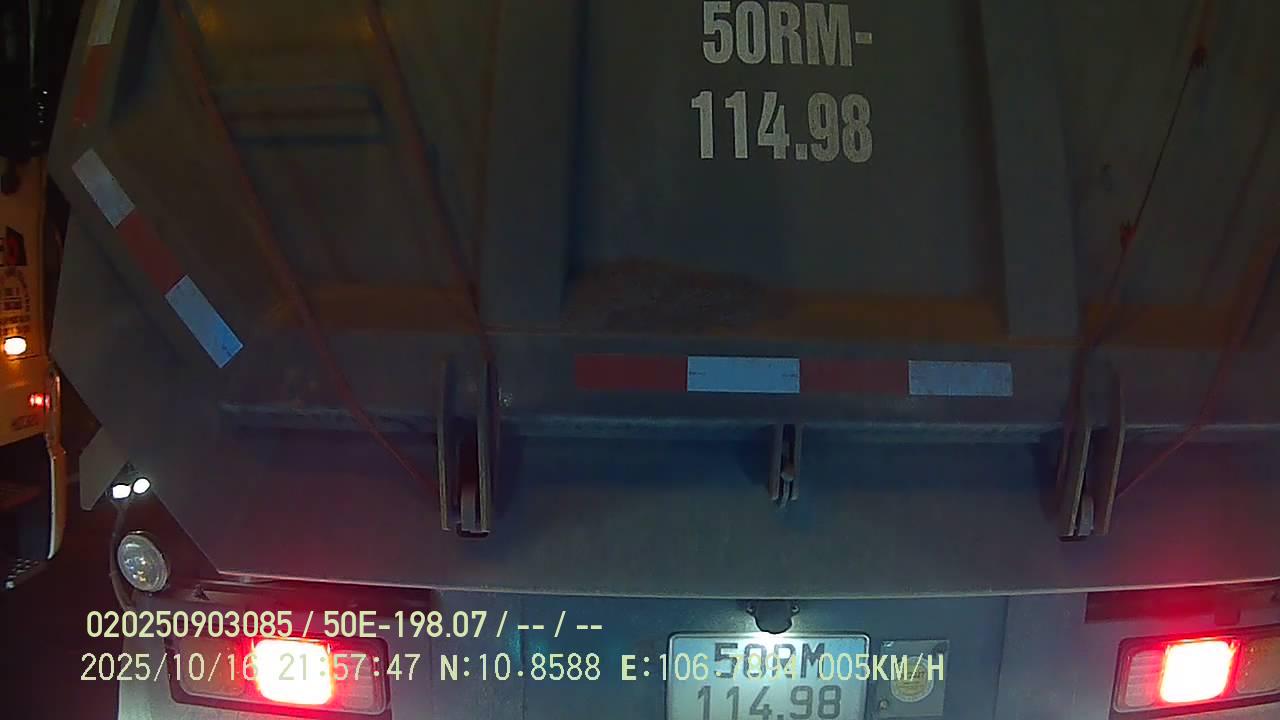 50RM-
114.98
020250903085 / 50E-198.07 / -- / --
2025/10/16 21:57:47 N:10.8588 E:106.7894 005KM/H
50RM
114.98